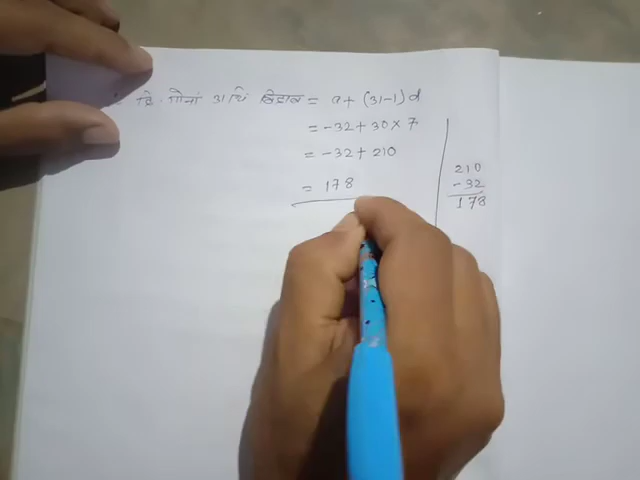 = a + (31-1) d
= -32 + 30 × 7
= -32 + 210
= 178
210
-32
178